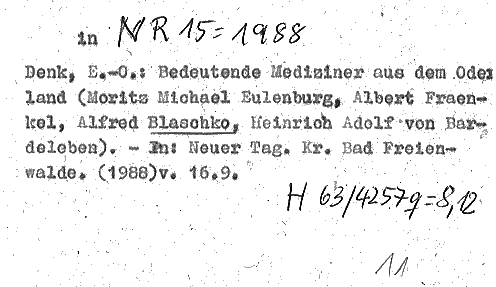 in NR 15=1988
Denk, E.-O.: Bedeutende Mediziner aus dem Oder
land (Moritz Michael Eulenburg, Albert Fraen-
kel, Alfred Blaschko, Heinrich Adolf von Bar-
deleben). - In: Neuer Tag. Kr. Bad Freien-
walde. (1988)v. 16.9.
H 63/4257q=8,12
11